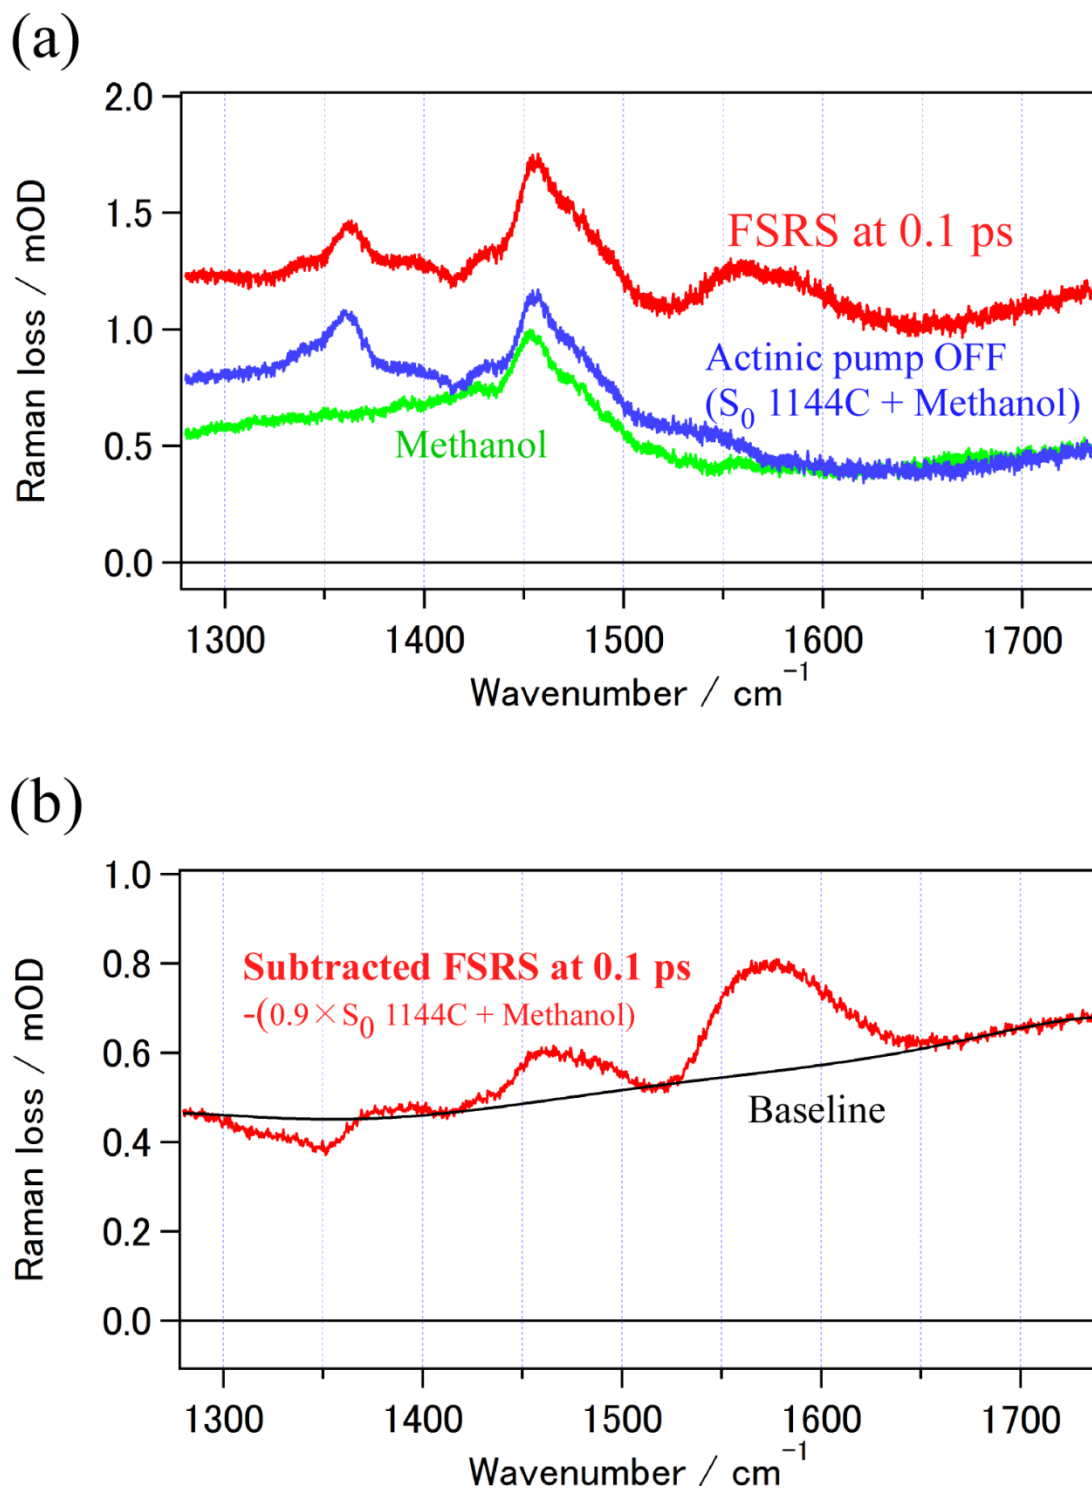 (a)
2.0
1.5
1.0
0.5
0.0
Raman loss / mOD
FSRS at 0.1 ps
Actinic pump OFF
(S0 1144C + Methanol)
Methanol
1300 1400 1500 1600 1700
Wavenumber / cm-1
(b)
1.0
0.8
0.6
0.4
0.2
0.0
Raman loss / mOD
Subtracted FSRS at 0.1 ps
-(0.9×S0 1144C + Methanol)
Baseline
1300 1400 1500 1600 1700
Wavenumber / cm-1